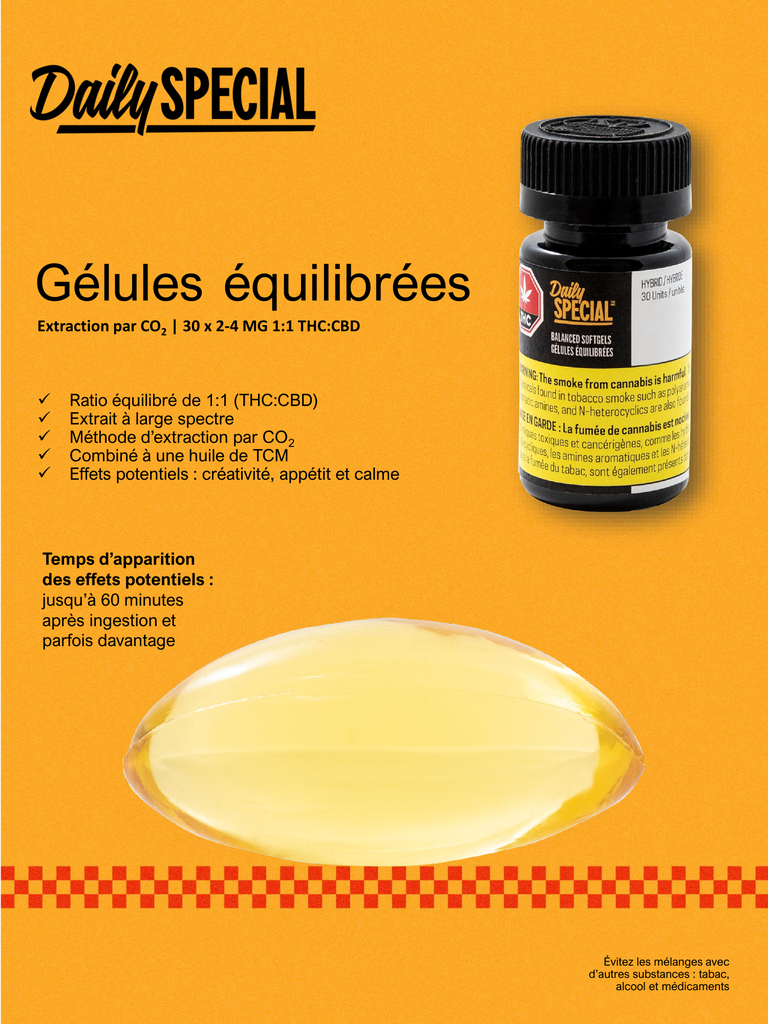 Daily SPECIAL
Gélules équilibrées
Extraction par CO₂ | 30 x 2-4 MG 1:1 THC:CBD
✓ Ratio équilibré de 1:1 (THC:CBD)
✓ Extrait à large spectre
✓ Méthode d'extraction par CO₂
✓ Combiné à une huile de TCM
✓ Effets potentiels : créativité, appétit et calme
Temps d'apparition
des effets potentiels :
jusqu'à 60 minutes
après ingestion et
parfois davantage
THC
Daily
SPECIAL
BALANCED SOFTGELS
GÉLULES ÉQUILIBRÉES
HYBRID / HYBRIDE
30 Units / unités
The smoke from cannabis is harmful.
found in tobacco smoke such as
amines, and N-heterocyclics are also found
GARDE : La fumée de cannabis est
toxiques et cancérigènes, comme les
les amines aromatiques et les
fumée du tabac, sont également
Évitez les mélanges avec
d'autres substances : tabac,
alcool et médicaments